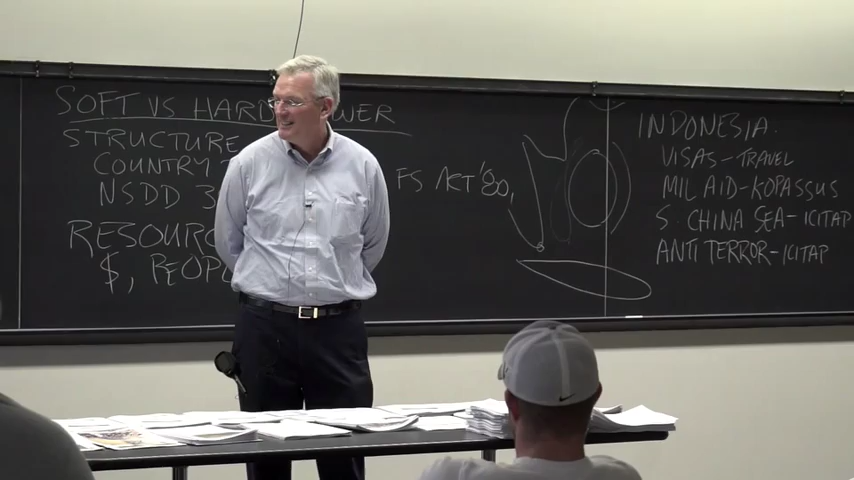 SOFT VS HARD
STRUCTURE
COUNTRY
NSDD 3
FS ACT '80,
RESOURC
$, PEOP
INDONESIA
VISAS-TRAVEL
MIL AID-KOPASSUS
S. CHINA SEA-ICITAP
ANTI TERROR-ICITAP